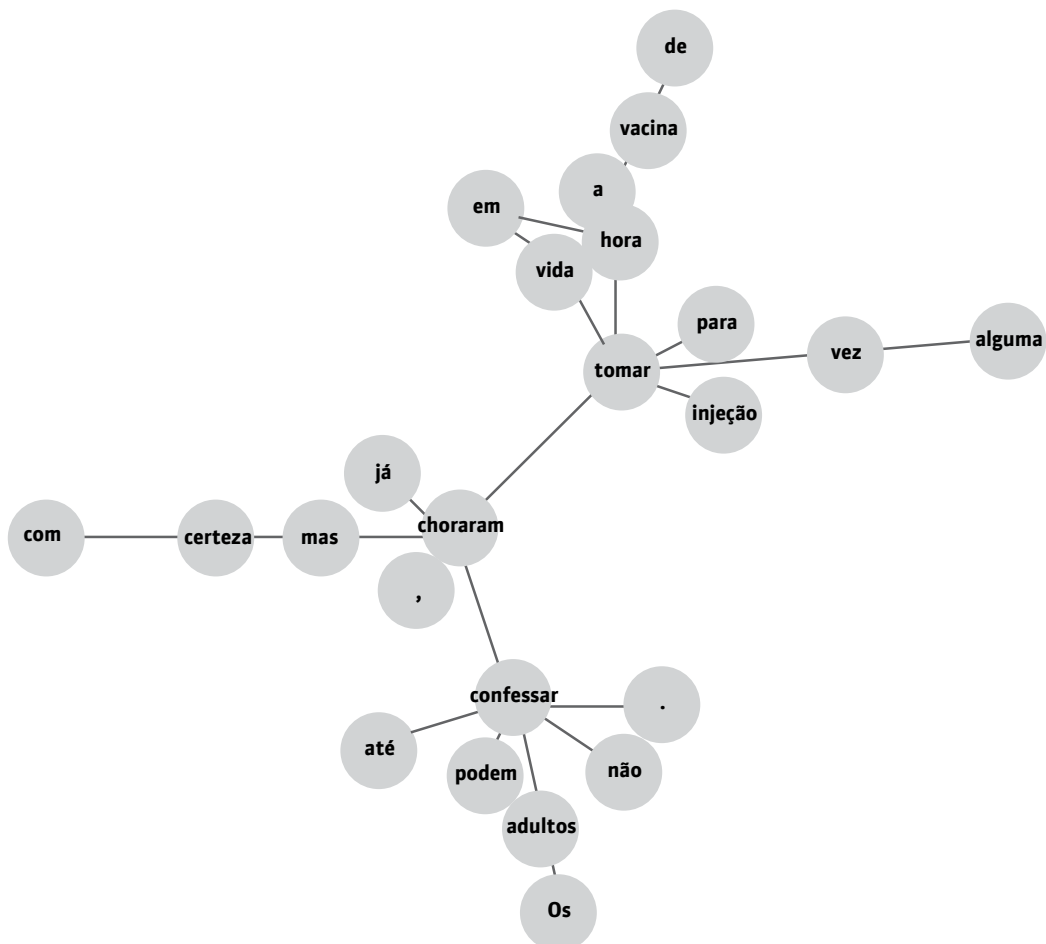 de
vacina
a
em
hora
vida
para
alguma
vez
tomar
injeção
já
choraram
com
certeza
mas
,
confessar
.
até
não
podem
adultos
Os